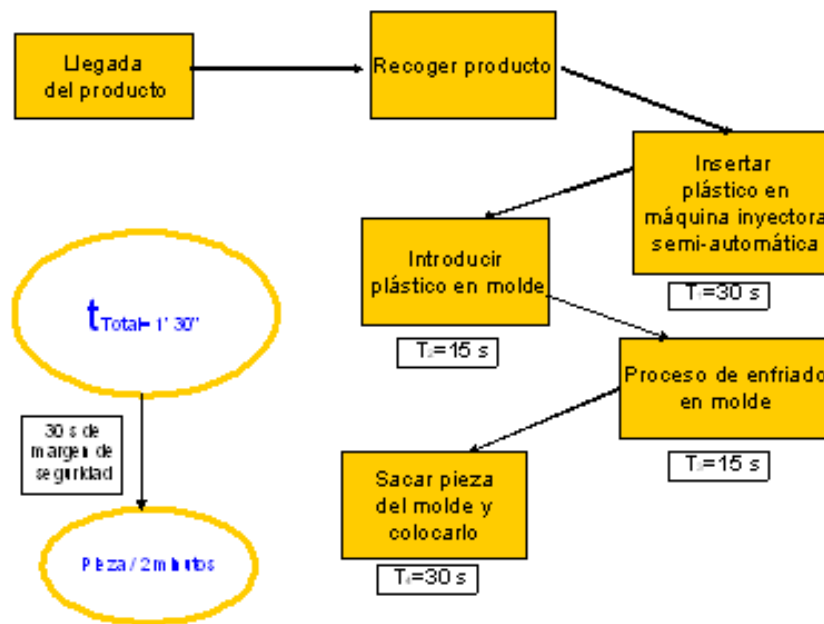 Llegada
del producto
Recoger producto
Insertar
plástico en
máquina inyectora
semi-automática
T1=30 s
Introducir
plástico en molde
T2=15 s
Proceso de enfriado
en molde
T3=15 s
Sacar pieza
del molde y
colocarlo
T4=30 s
tTotal= 1' 30"
30 s de
margen de
seguridad
Pieza / 2 minutos